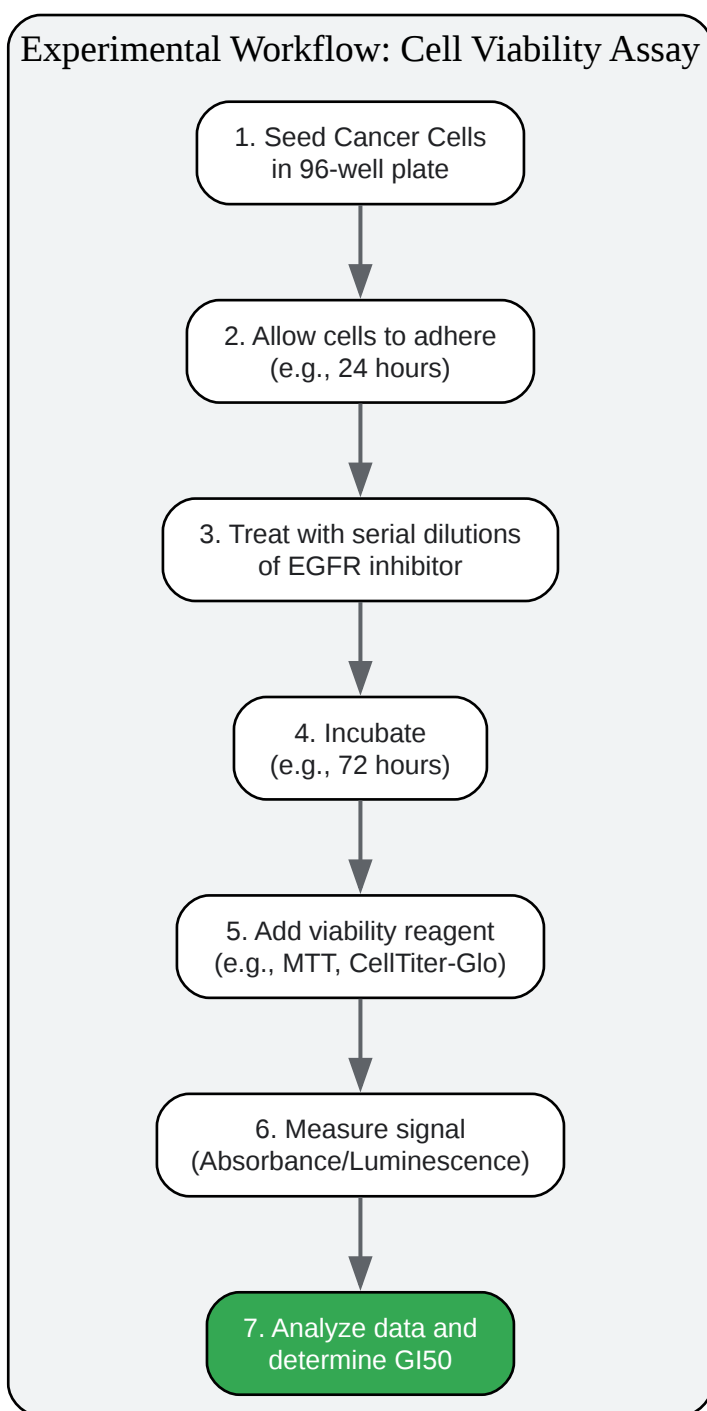 Experimental Workflow: Cell Viability Assay
1. Seed Cancer Cells
in 96-well plate
2. Allow cells to adhere
(e.g., 24 hours)
3. Treat with serial dilutions
of EGFR inhibitor
4. Incubate
(e.g., 72 hours)
5. Add viability reagent
(e.g., MTT, CellTiter-Glo)
6. Measure signal
(Absorbance/Luminescence)
7. Analyze data and
determine GI50